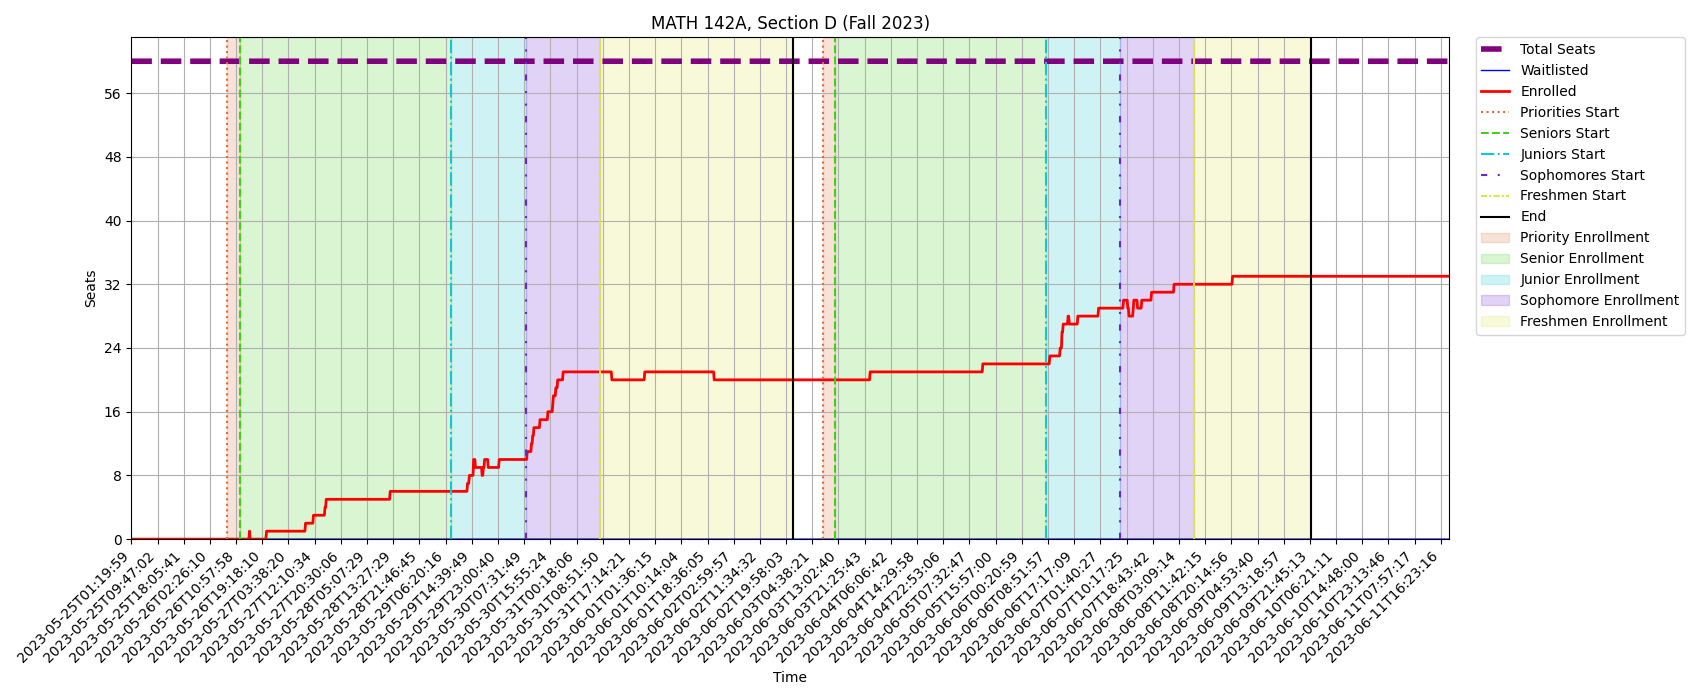 MATH 142A, Section D (Fall 2023)
Total Seats
Waitlisted
Enrolled
Priorities Start
Seniors Start
Juniors Start
Sophomores Start
Freshmen Start
End
Priority Enrollment
Senior Enrollment
Junior Enrollment
Sophomore Enrollment
Freshmen Enrollment
Seats
56
48
40
32
24
16
8
0
2023-05-25T01:19:59
2023-05-25T09:47:02
2023-05-25T18:05:41
2023-05-26T02:26:10
2023-05-26T10:57:58
2023-05-26T19:18:10
2023-05-27T03:38:20
2023-05-27T12:10:34
2023-05-27T20:30:06
2023-05-28T05:07:29
2023-05-28T13:27:29
2023-05-28T21:46:45
2023-05-29T06:20:16
2023-05-29T14:39:49
2023-05-29T23:00:40
2023-05-30T07:31:49
2023-05-30T15:55:24
2023-05-31T00:18:06
2023-05-31T08:51:50
2023-05-31T17:14:21
2023-06-01T01:36:15
2023-06-01T10:14:04
2023-06-01T18:36:05
2023-06-02T02:59:57
2023-06-02T11:34:32
2023-06-02T19:58:03
2023-06-03T04:38:21
2023-06-03T13:02:40
2023-06-03T21:25:43
2023-06-04T06:06:42
2023-06-04T14:29:58
2023-06-04T22:53:06
2023-06-05T07:32:47
2023-06-05T15:57:00
2023-06-06T00:20:59
2023-06-06T08:51:57
2023-06-06T17:17:09
2023-06-07T01:40:27
2023-06-07T10:17:25
2023-06-07T18:43:42
2023-06-08T03:09:14
2023-06-08T11:42:15
2023-06-08T20:14:56
2023-06-09T04:53:40
2023-06-09T13:18:57
2023-06-09T21:45:13
2023-06-10T06:21:11
2023-06-10T14:48:00
2023-06-10T23:13:46
2023-06-11T07:57:17
2023-06-11T16:23:16
Time